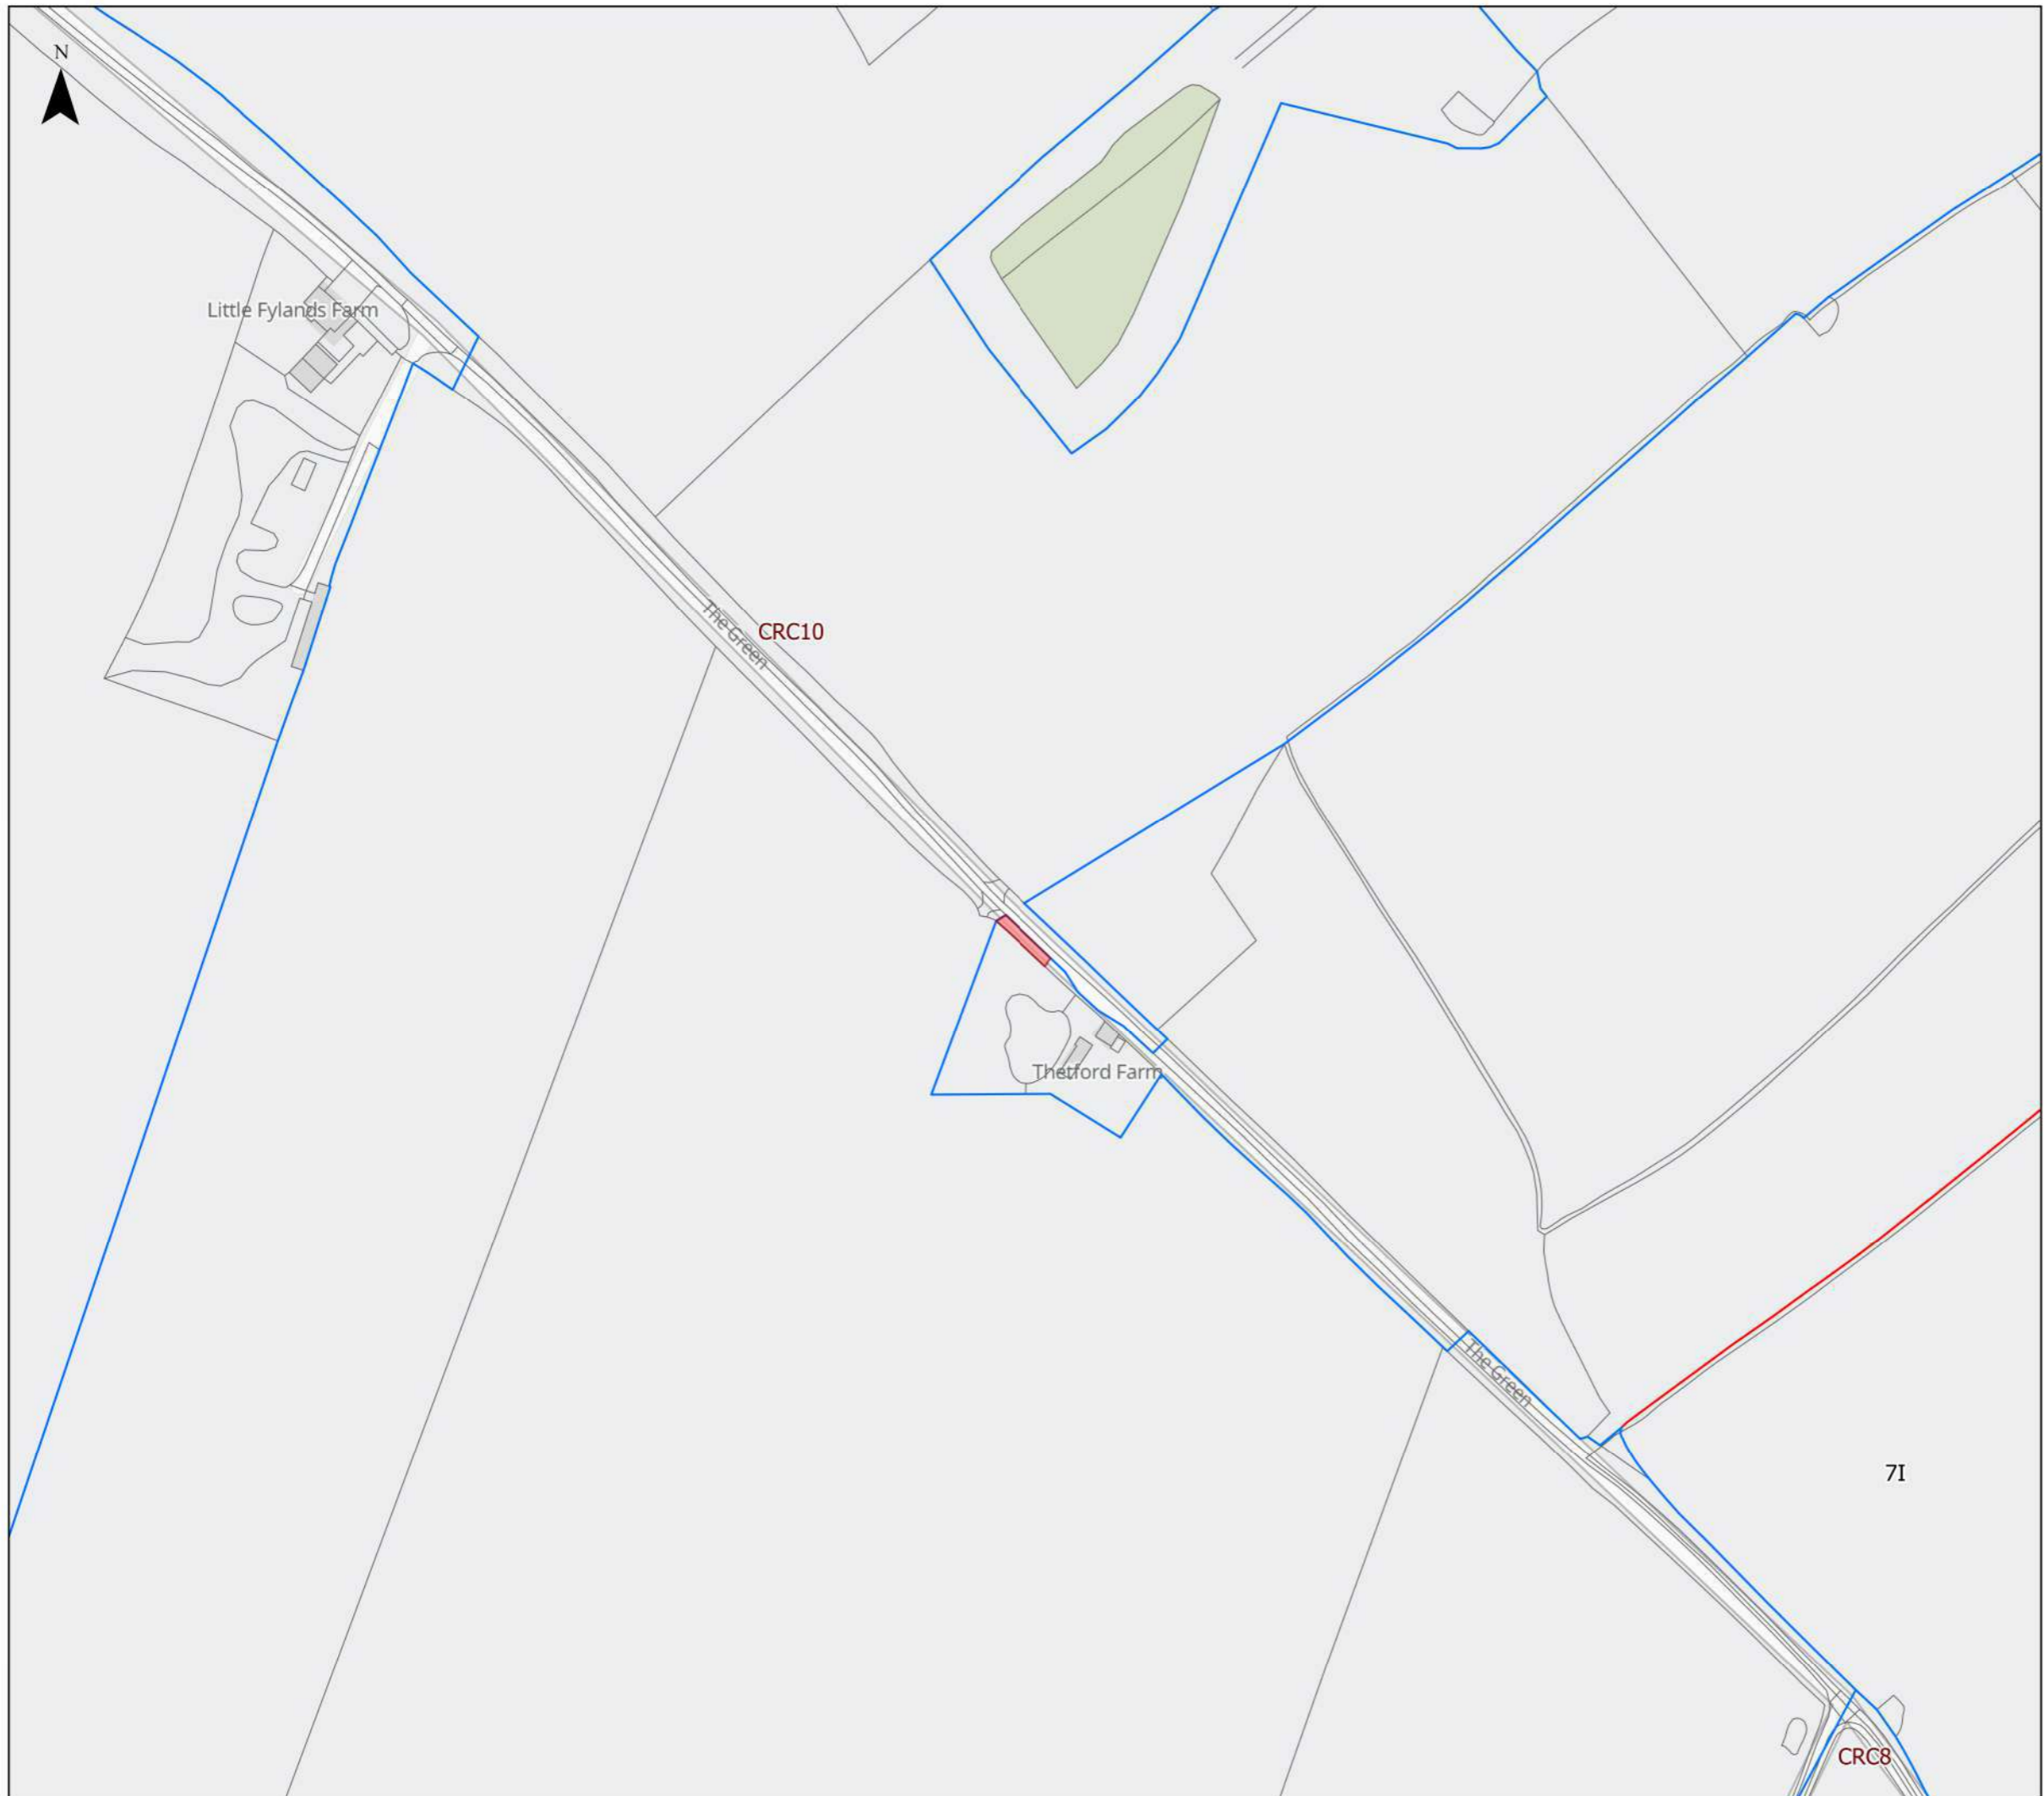 N
Little Fylands Farm
The Green
CRC10
Thetford Farm
The Green
7I
CRC8